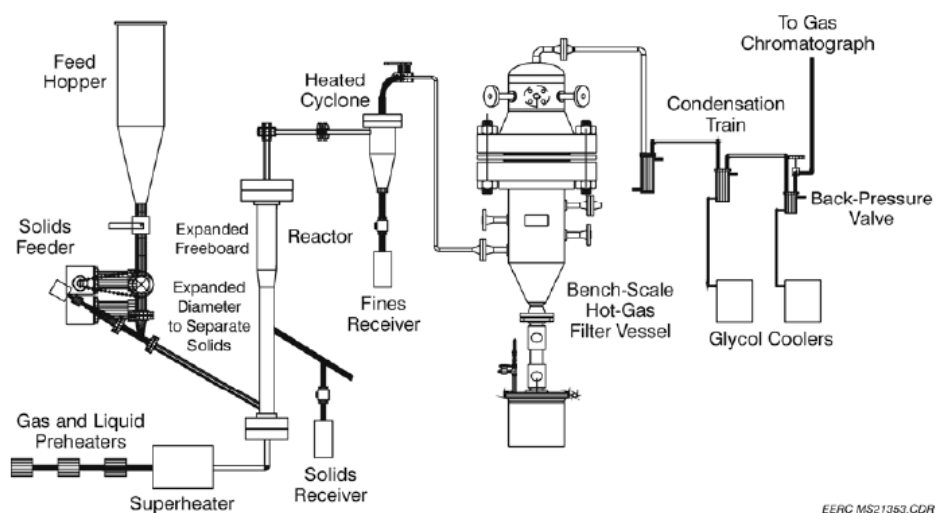 To Gas
Chromatograph
Feed
Hopper
Heated
Cyclone
Condensation
Train
Solids
Feeder
Expanded
Freeboard
Reactor
Back-Pressure
Valve
Expanded
Diameter
to Separate
Solids
Fines
Receiver
Bench-Scale
Hot-Gas
Filter Vessel
Glycol Coolers
Gas and Liquid
Preheaters
Superheater
Solids
Receiver
EERC MS21353.CDR